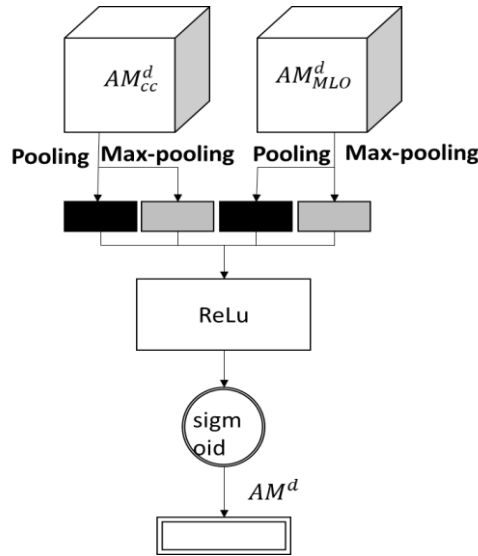 AM^d_cc
AM^d_MLO
Pooling
Max-pooling
Pooling
Max-pooling
ReLu
sigm
oid
AM^d